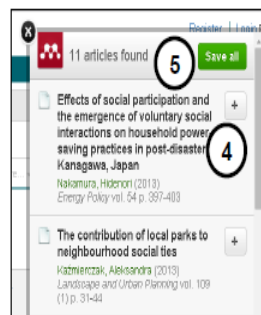 Register | Login
11 articles found
5
Save all
Effects of social participation and
the emergence of voluntary social
interactions on household power
saving practices in post-disaster
Kanagawa, Japan
+
4
Nakamura, Hidenori (2013)
Energy Policy vol. 54 p. 397-403
The contribution of local parks to
neighbourhood social ties
+
Kaźmierczak, Aleksandra (2013)
Landscape and Urban Planning vol. 109
(1) p. 31-44